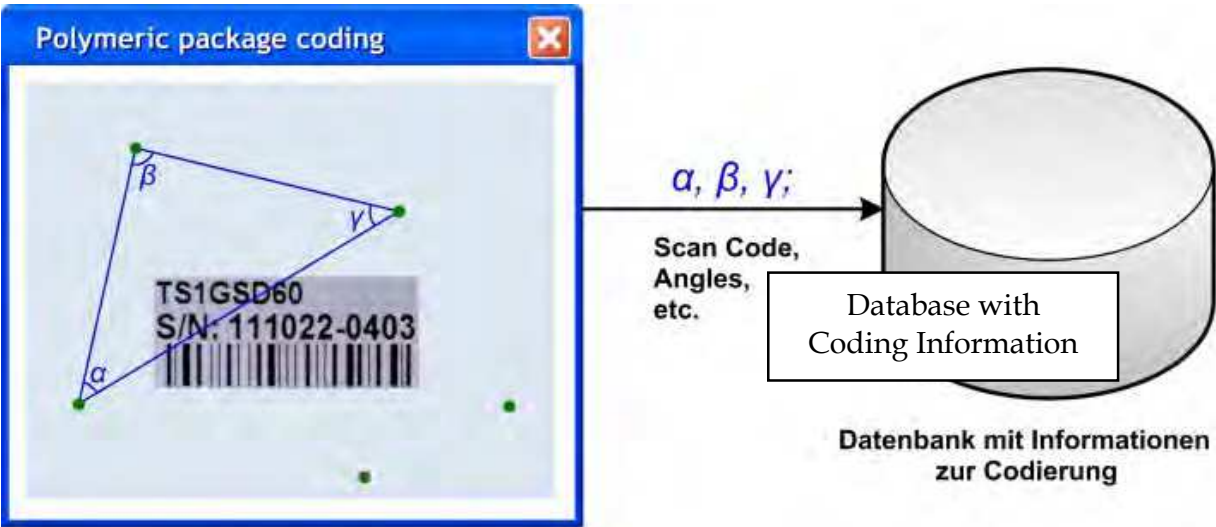 Polymeric package coding
β
γ
α
TS1GSD60
S/N: 111022-0403
α, β, γ;
Scan Code,
Angles,
etc.
Database with
Coding Information
Datenbank mit Informationen
zur Codierung